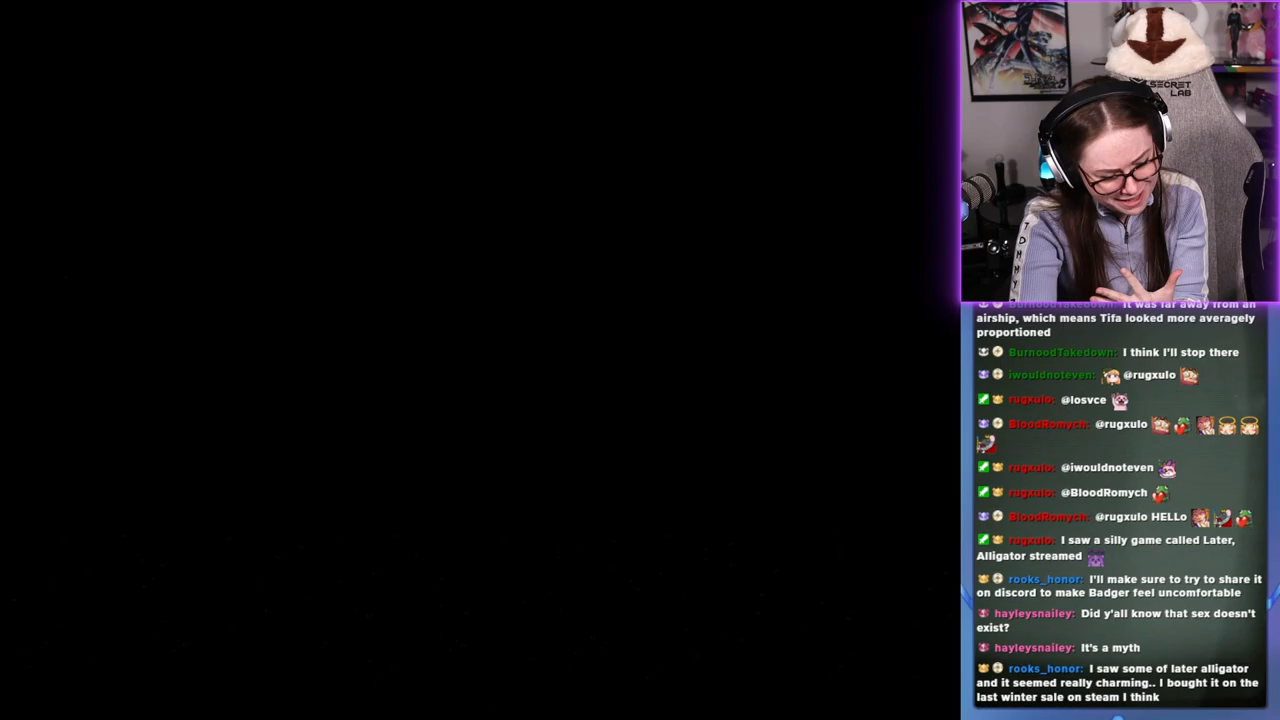 SECRET
LAB
TOMMY
BurnoodTakedown: It was far away from an
airship, which means Tifa looked more averagely
proportioned
BurnoodTakedown: I think I'll stop there
iwouldnoteven: @rugxulo
rugxulo: @losvce
BloodRomych: @rugxulo
rugxulo: @iwouldnoteven
rugxulo: @BloodRomych
BloodRomych: @rugxulo HELLo
rugxulo: I saw a silly game called Later,
Alligator streamed
rooks_honor: I'll make sure to try to share it
on discord to make Badger feel uncomfortable
hayleysnailey: Did y'all know that sex doesn't
exist?
hayleysnailey: It's a myth
rooks_honor: I saw some of later alligator
and it seemed really charming.. I bought it on the
last winter sale on steam I think